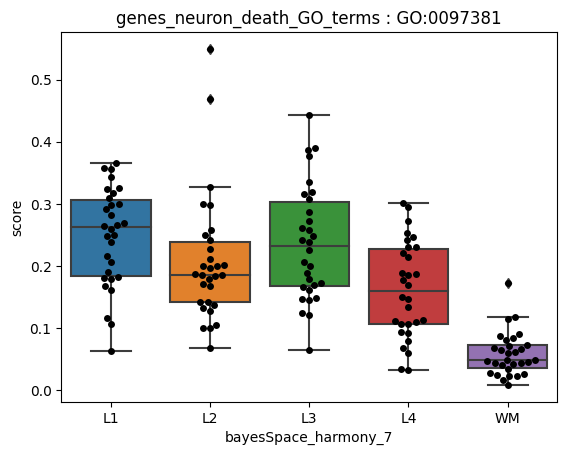 genes_neuron_death_GO_terms : GO:0097381
score
0.5
0.4
0.3
0.2
0.1
0.0
L1 L2 L3 L4 WM
bayesSpace_harmony_7